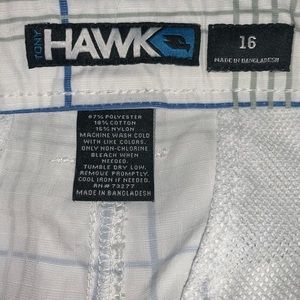 TONY
HAWK
16
MADE IN BANGLADESH
67% POLYESTER
18% COTTON
15% NYLON
MACHINE WASH COLD
WITH LIKE COLORS.
ONLY NON-CHLORINE
BLEACH WHEN
NEEDED.
TUMBLE DRY LOW.
REMOVE PROMPTLY.
COOL IRON IF NEEDED.
RN# 73277
MADE IN BANGLADESH